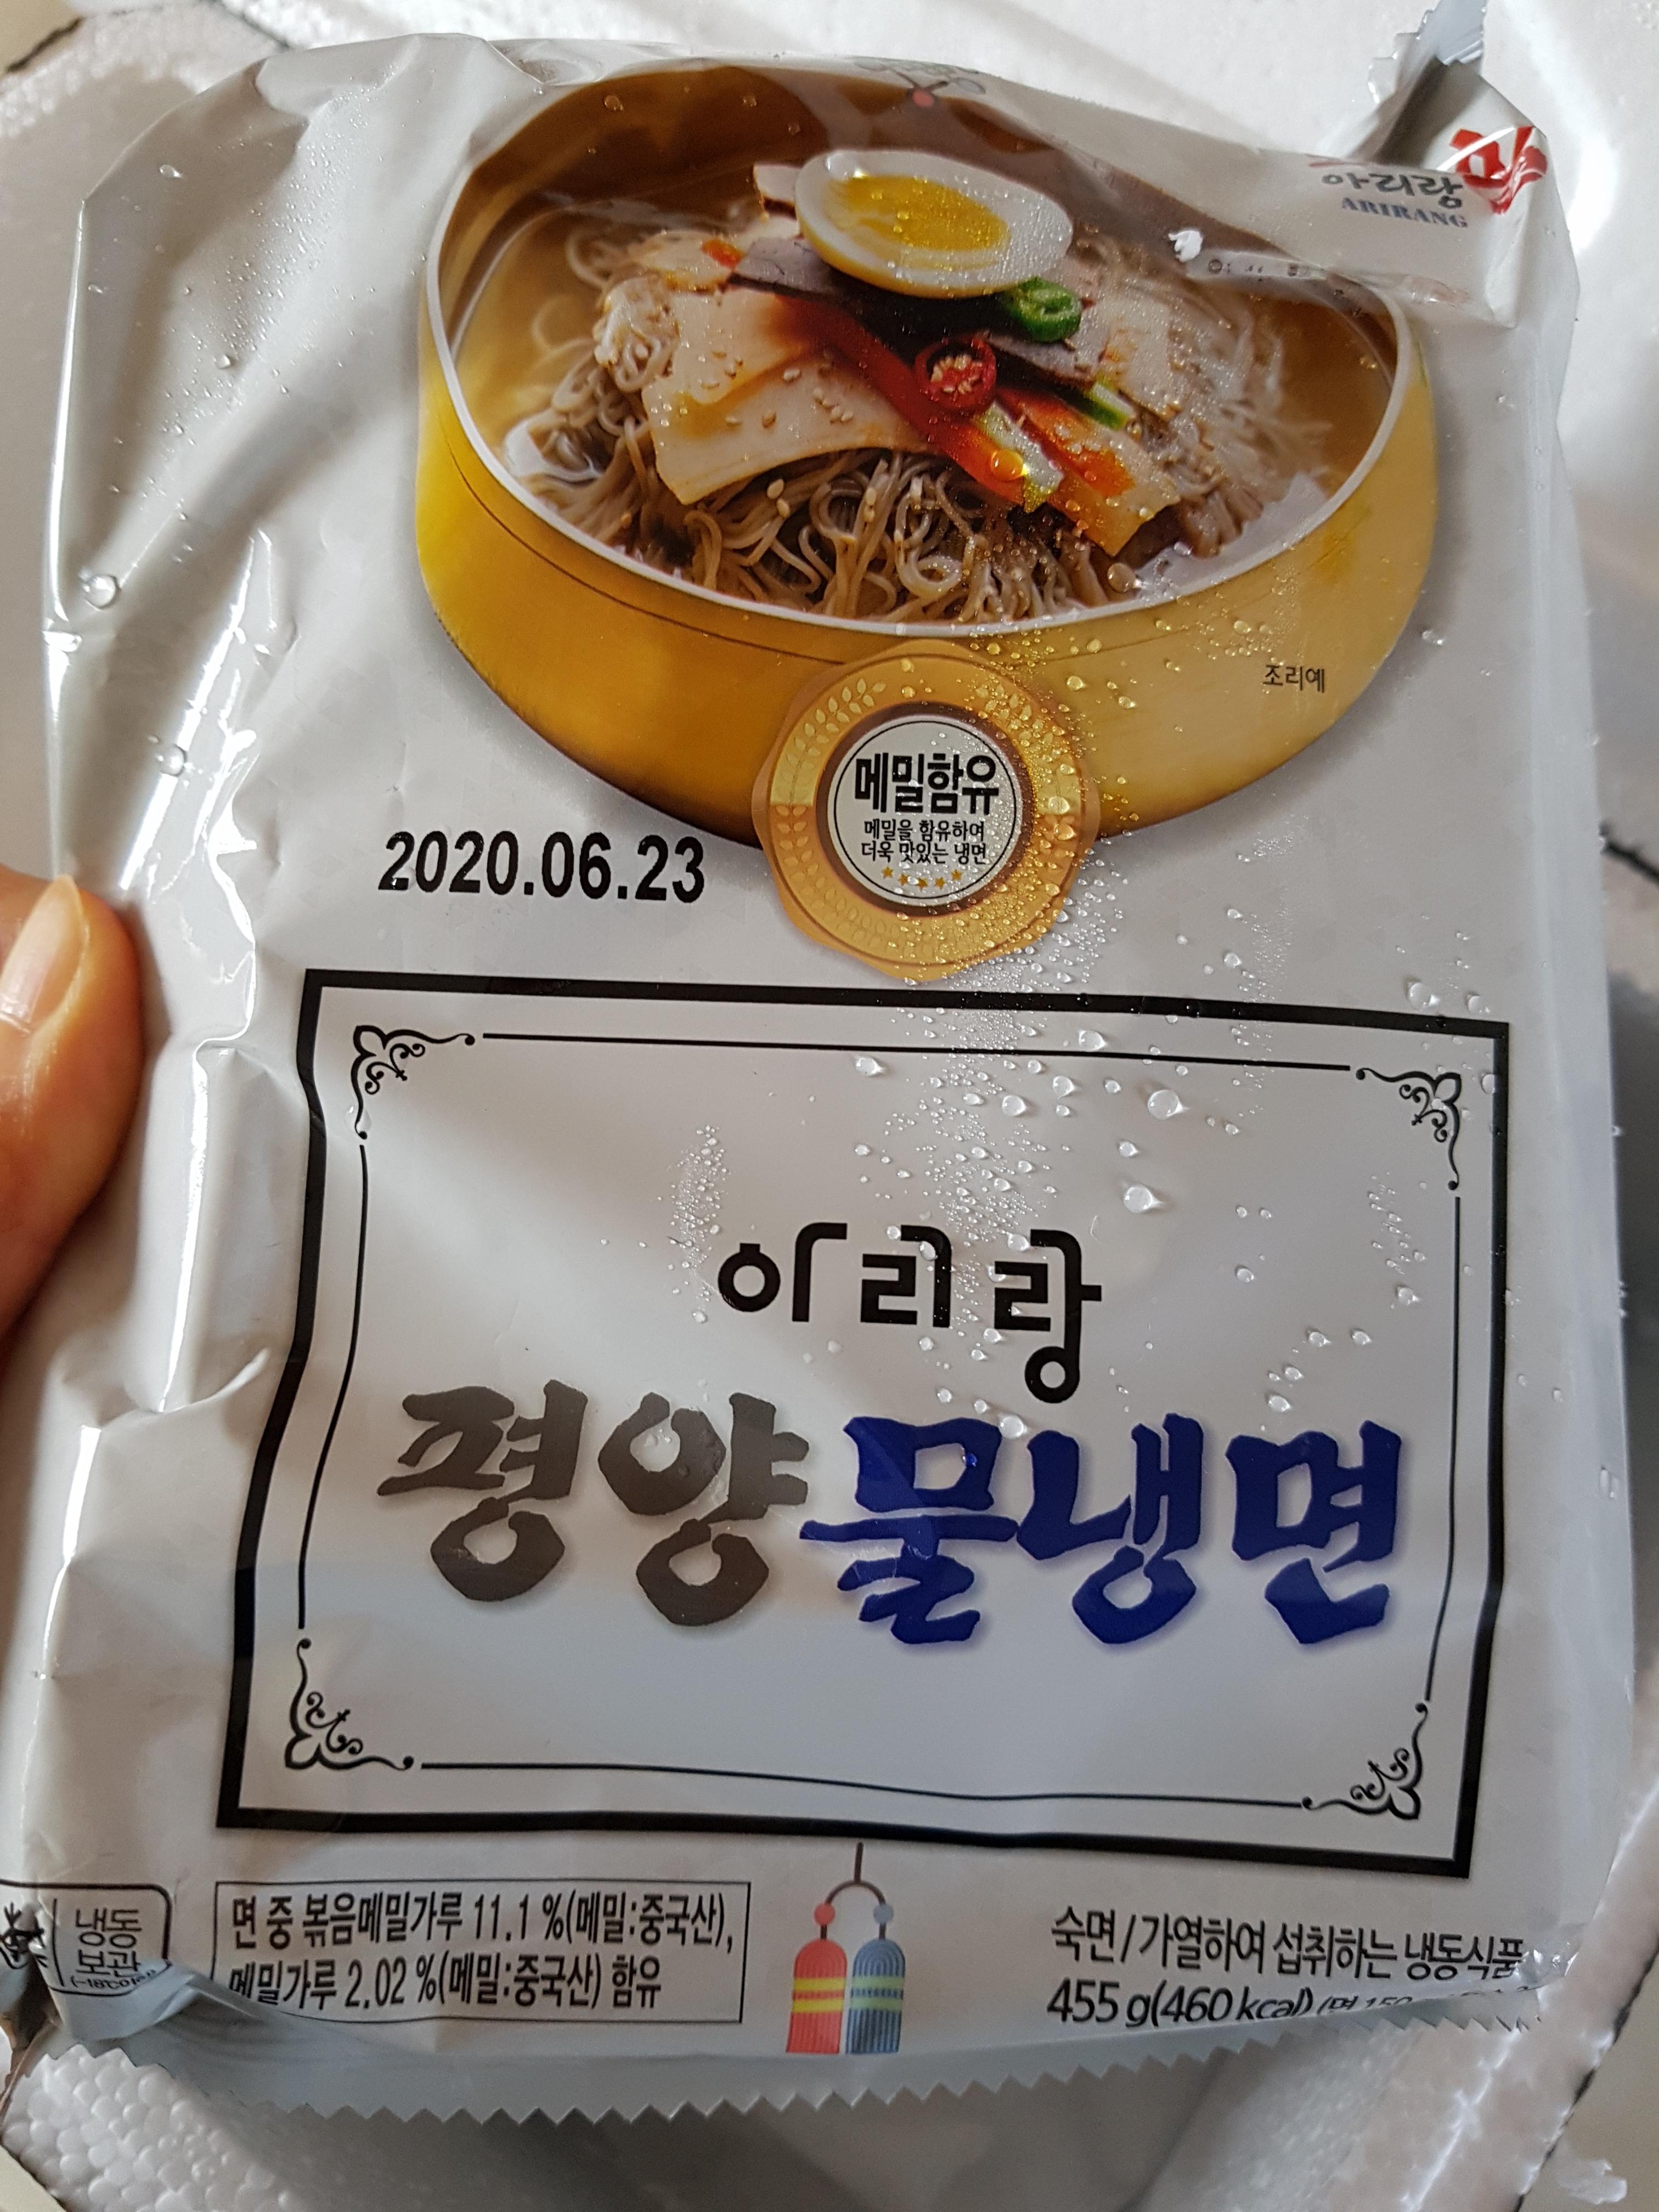 아리랑
ARIRANG
조리예
메밀함유
메밀을 함유하여
더욱 맛있는 냉면
2020.06.23
아리랑
평양물냉면
냉동
보관
면 중 볶음메밀가루 11.1 %(메밀:중국산),
메밀가루 2.02 %(메밀:중국산) 함유
숙면/가열하여 섭취하는 냉동식품
455 g(460 kcal)